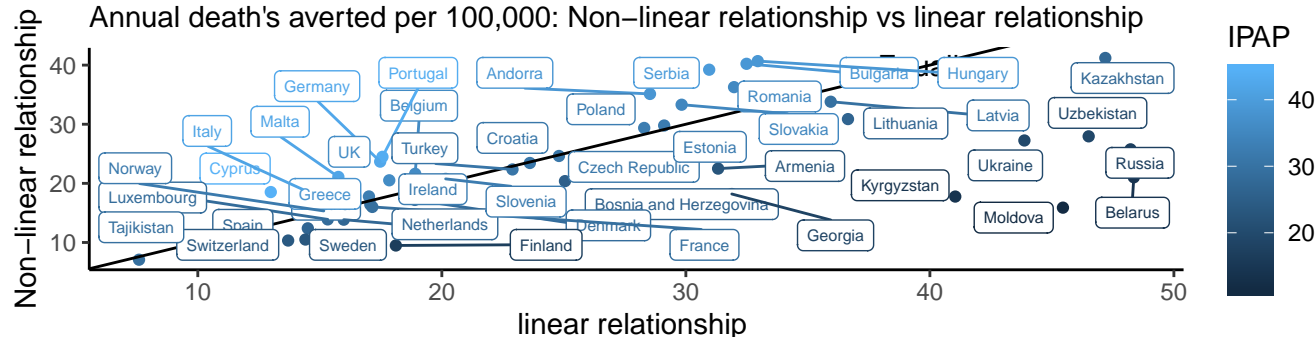 Annual death's averted per 100,000: Non−linear relationship vs linear relationship
Non−linear relationship
40
30
20
10
Germany
Portugal
Andorra
Serbia
Bulgaria
Hungary
Kazakhstan
Malta
Belgium
Poland
Romania
Uzbekistan
Italy
UK
Turkey
Croatia
Slovakia
Lithuania
Latvia
Norway
Cyprus
Estonia
Czech Republic
Armenia
Ukraine
Russia
Luxembourg
Greece
Ireland
Slovenia
Bosnia and Herzegovina
Kyrgyzstan
Moldova
Belarus
Tajikistan
Spain
Switzerland
Sweden
Netherlands
Finland
Denmark
France
Georgia
10
20
30
40
50
linear relationship
IPAP
40
30
20